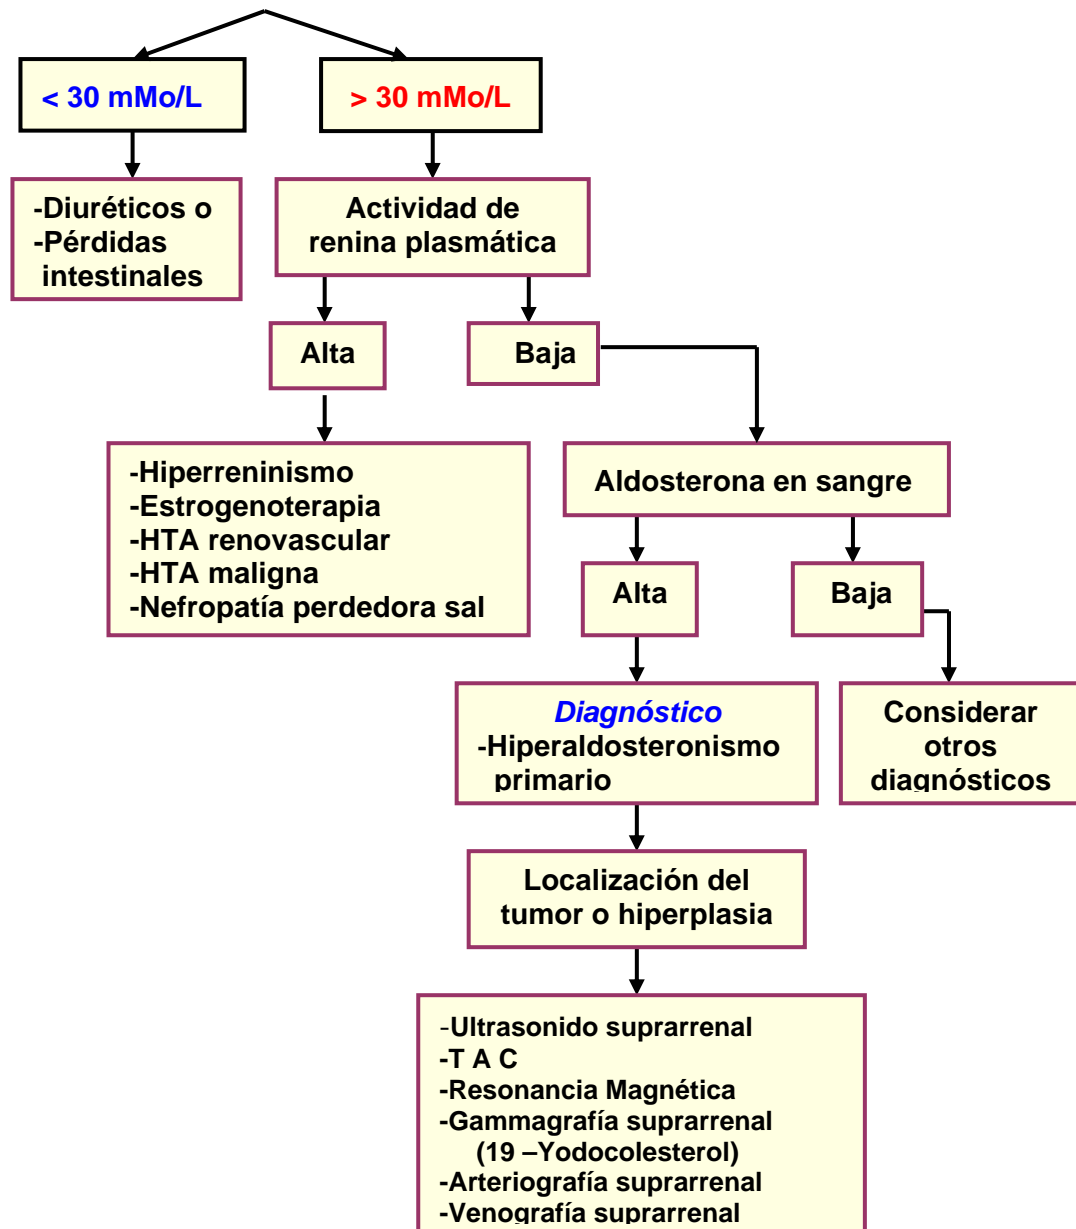 < 30 mMo/L
> 30 mMo/L
-Diuréticos o
-Pérdidas
intestinales
Actividad de
renina plasmática
Alta
Baja
-Hiperreninismo
-Estrogenoterapia
-HTA renovascular
-HTA maligna
-Nefropatía perdedora sal
Aldosterona en sangre
Alta
Baja
Diagnóstico
-Hiperaldosteronismo
primario
Considerar
otros
diagnósticos
Localización del
tumor o hiperplasia
-Ultrasonido suprarrenal
-T A C
-Resonancia Magnética
-Gammagrafía suprarrenal
(19 –Yodocolesterol)
-Arteriografía suprarrenal
-Venografía suprarrenal